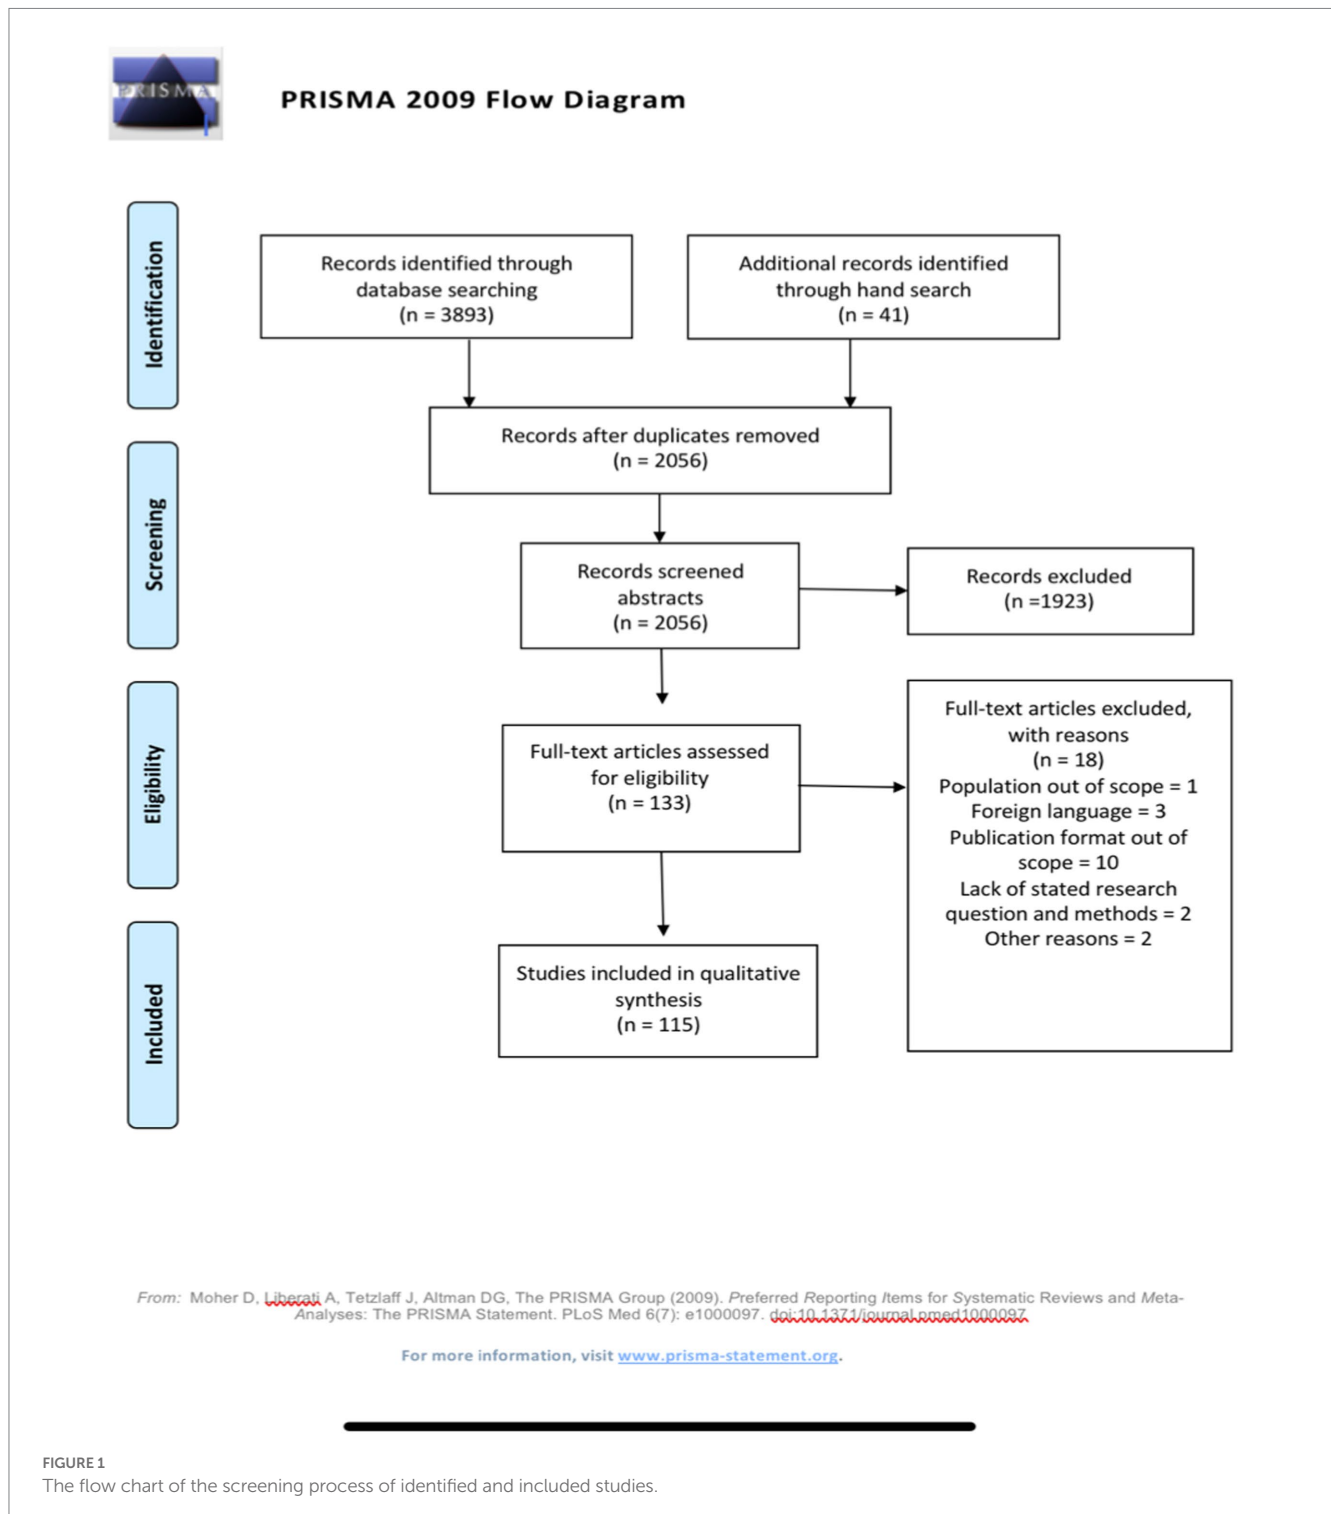 PRISMA
PRISMA 2009 Flow Diagram
Identification
Records identified through
database searching
(n = 3893)
Additional records identified
through hand search
(n = 41)
Records after duplicates removed
(n = 2056)
Screening
Records screened
abstracts
(n = 2056)
Records excluded
(n =1923)
Eligibility
Full-text articles assessed
for eligibility
(n = 133)
Full-text articles excluded,
with reasons
(n = 18)
Population out of scope = 1
Foreign language = 3
Publication format out of
scope = 10
Lack of stated research
question and methods = 2
Other reasons = 2
Included
Studies included in qualitative
synthesis
(n = 115)
From: Moher D, Liberati A, Tetzlaff J, Altman DG, The PRISMA Group (2009). Preferred Reporting Items for Systematic Reviews and Meta-
Analyses: The PRISMA Statement. PLoS Med 6(7): e1000097. doi:10.1371/journal.pmed1000097
For more information, visit www.prisma-statement.org.
FIGURE 1
The flow chart of the screening process of identified and included studies.